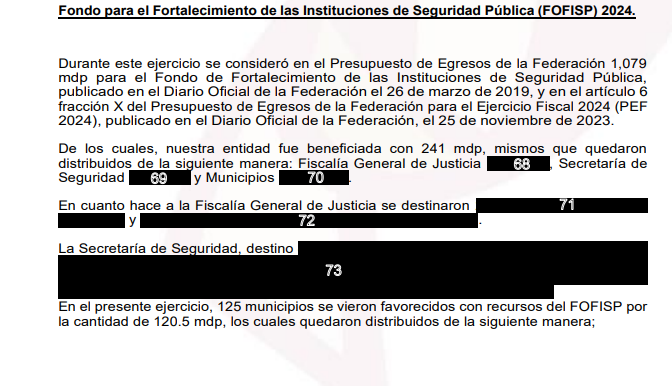 Fondo para el Fortalecimiento de las Instituciones de Seguridad Pública (FOFISP) 2024.
Durante este ejercicio se consideró en el Presupuesto de Egresos de la Federación 1,079
mdp para el Fondo de Fortalecimiento de las Instituciones de Seguridad Pública,
publicado en el Diario Oficial de la Federación el 26 de marzo de 2019, y en el artículo 6
fracción X del Presupuesto de Egresos de la Federación para el Ejercicio Fiscal 2024 (PEF
2024), publicado en el Diario Oficial de la Federación, el 25 de noviembre de 2023.
De los cuales, nuestra entidad fue beneficiada con 241 mdp, mismos que quedaron
distribuidos de la siguiente manera: Fiscalía General de Justicia 68, Secretaría de
Seguridad 69 y Municipios 70.
En cuanto hace a la Fiscalía General de Justicia se destinaron 71
y 72.
La Secretaría de Seguridad, destino
73
En el presente ejercicio, 125 municipios se vieron favorecidos con recursos del FOFISP por
la cantidad de 120.5 mdp, los cuales quedaron distribuidos de la siguiente manera;